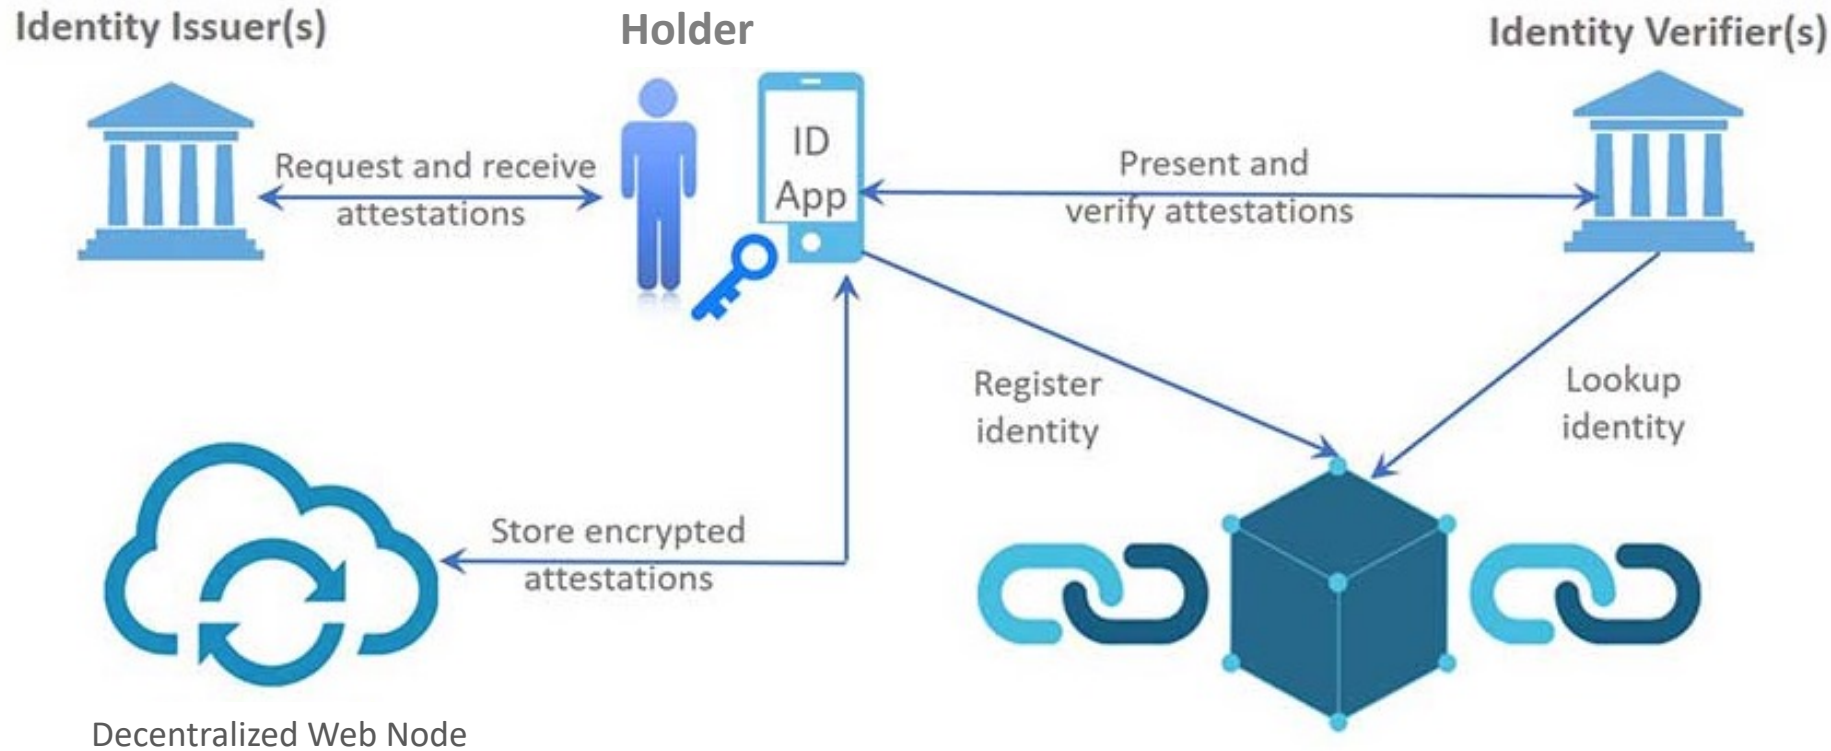 Identity Issuer(s)
Holder
Identity Verifier(s)
ID
App
Request and receive
attestations
Present and
verify attestations
Register
identity
Lookup
identity
Store encrypted
attestations
Decentralized Web Node